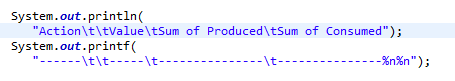 System.out.println(
"Action\t\tValue\tSum of Produced\tSum of Consumed");
System.out.printf(
"------\t\t-----\t---------------\t---------------%n%n");